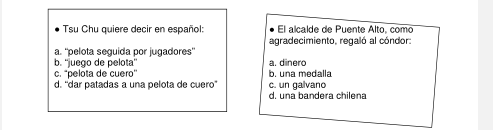 ● Tsu Chu quiere decir en español:
a. “pelota seguida por jugadores”
b. “juego de pelota”
c. “pelota de cuero”
d. “dar patadas a una pelota de cuero”
● El alcalde de Puente Alto, como
agradecimiento, regaló al cóndor:
a. dinero
b. una medalla
c. un galvano
d. una bandera chilena